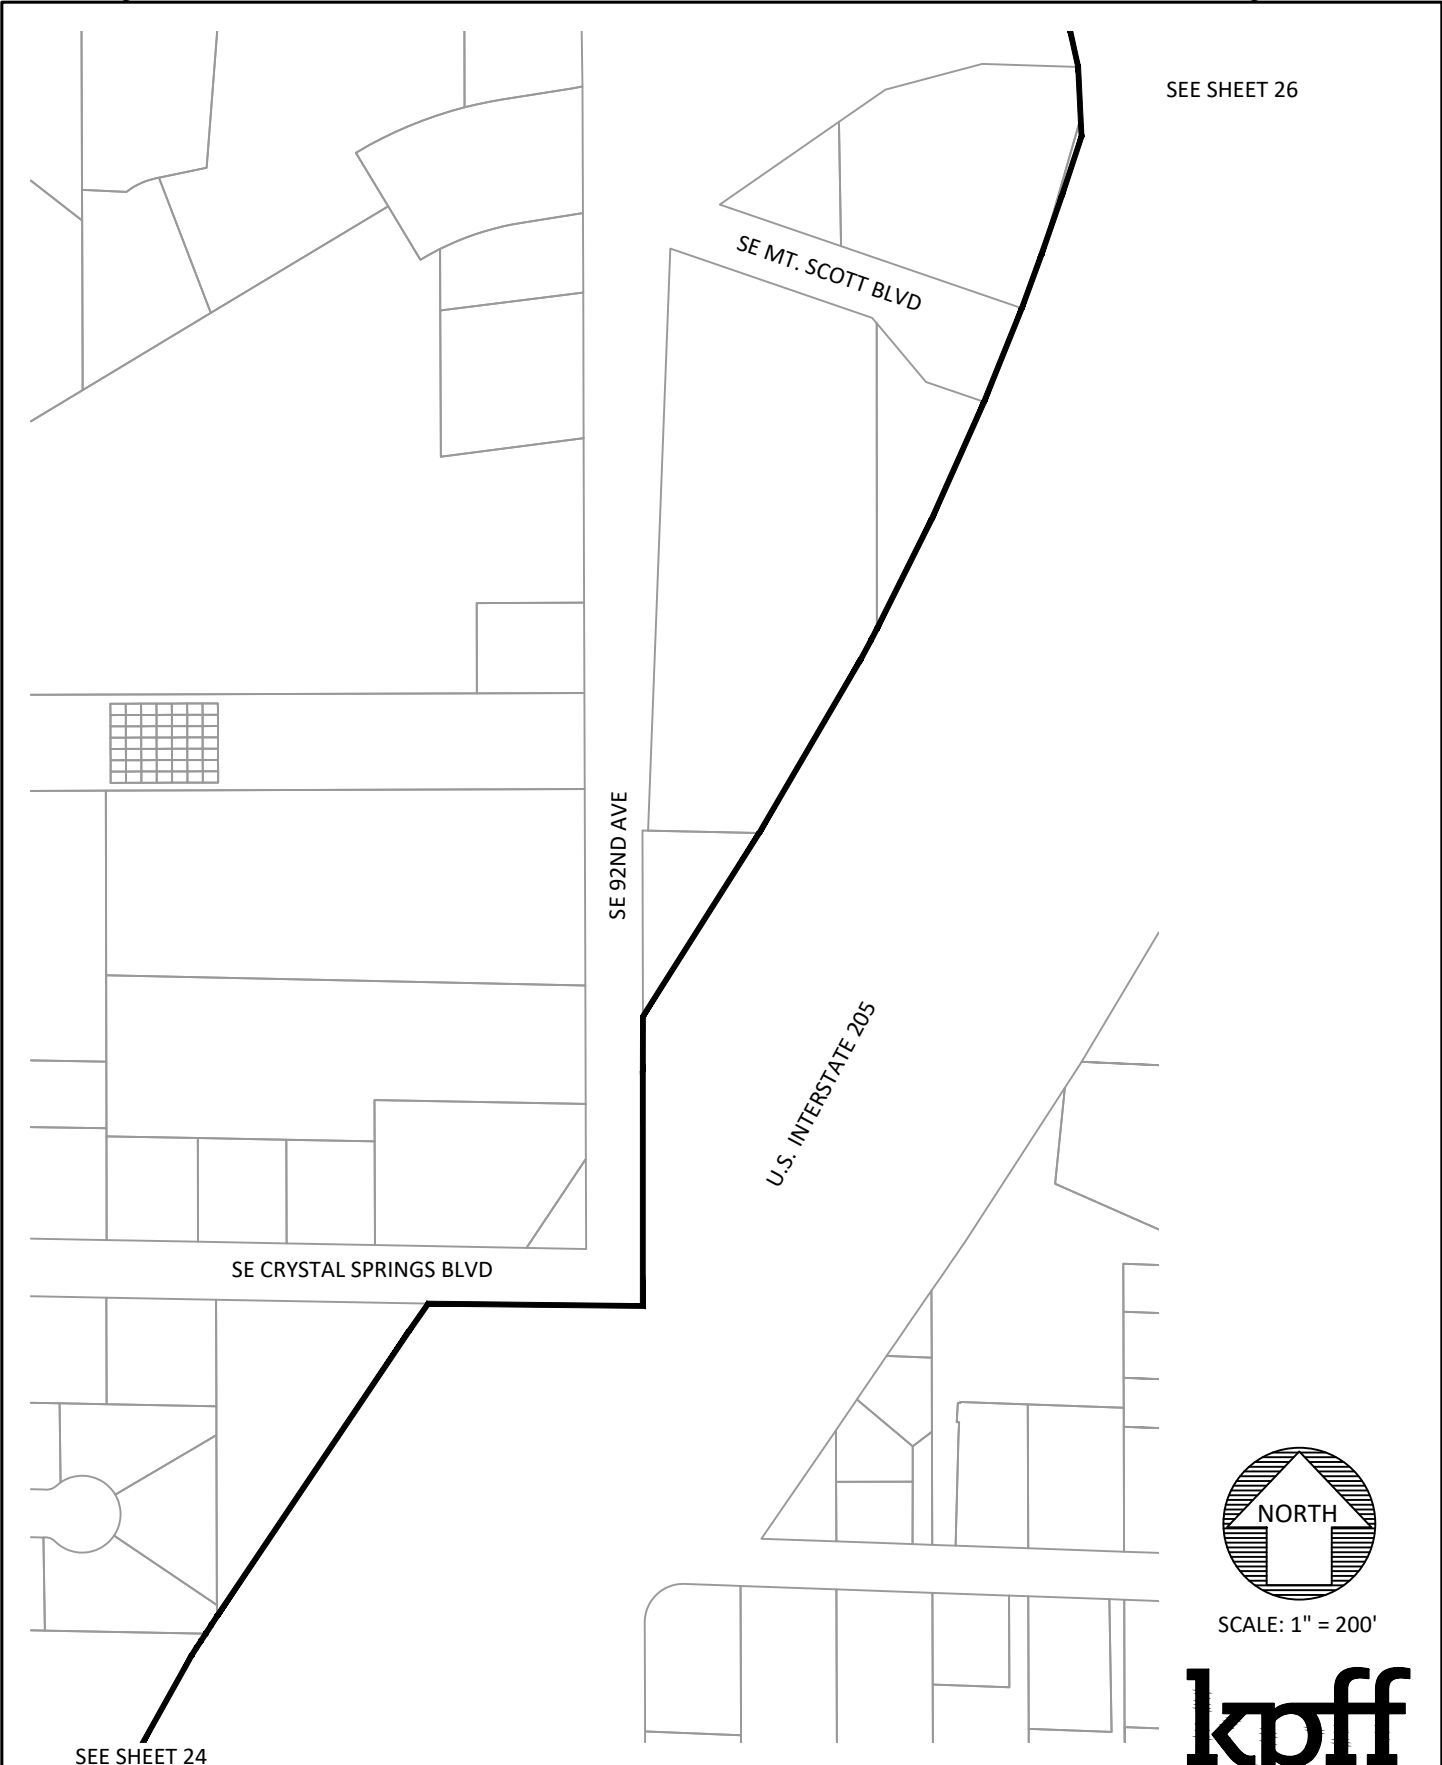 SEE SHEET 26
SE MT. SCOTT BLVD
SE 92ND AVE
U.S. INTERSTATE 205
SE CRYSTAL SPRINGS BLVD
NORTH
SCALE: 1" = 200'
kpff
SEE SHEET 24